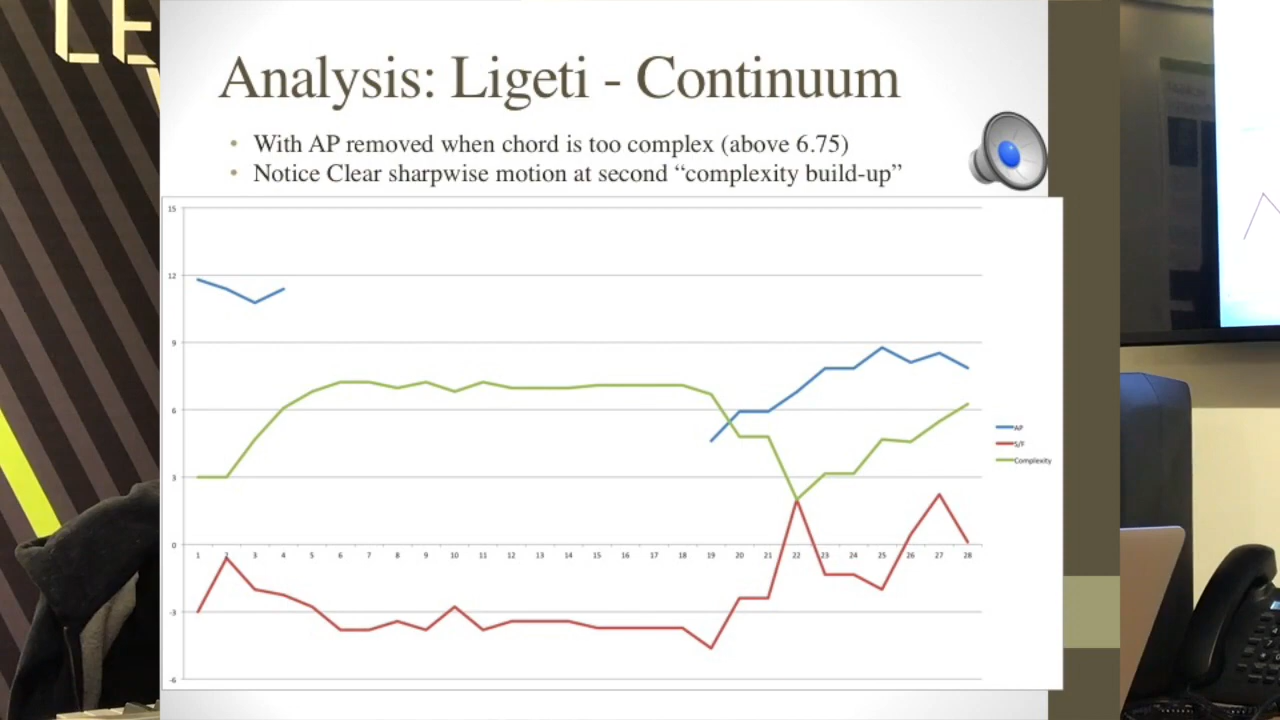 LE
Analysis: Ligeti - Continuum
• With AP removed when chord is too complex (above 6.75)
• Notice Clear sharpwise motion at second “complexity build-up”
15
12
9
6
3
0
-3
-6
1 2 3 4 5 6 7 8 9 10 11 12 13 14 15 16 17 18 19 20 21 22 23 24 25 26 27 28
AP
S/F
Complexity